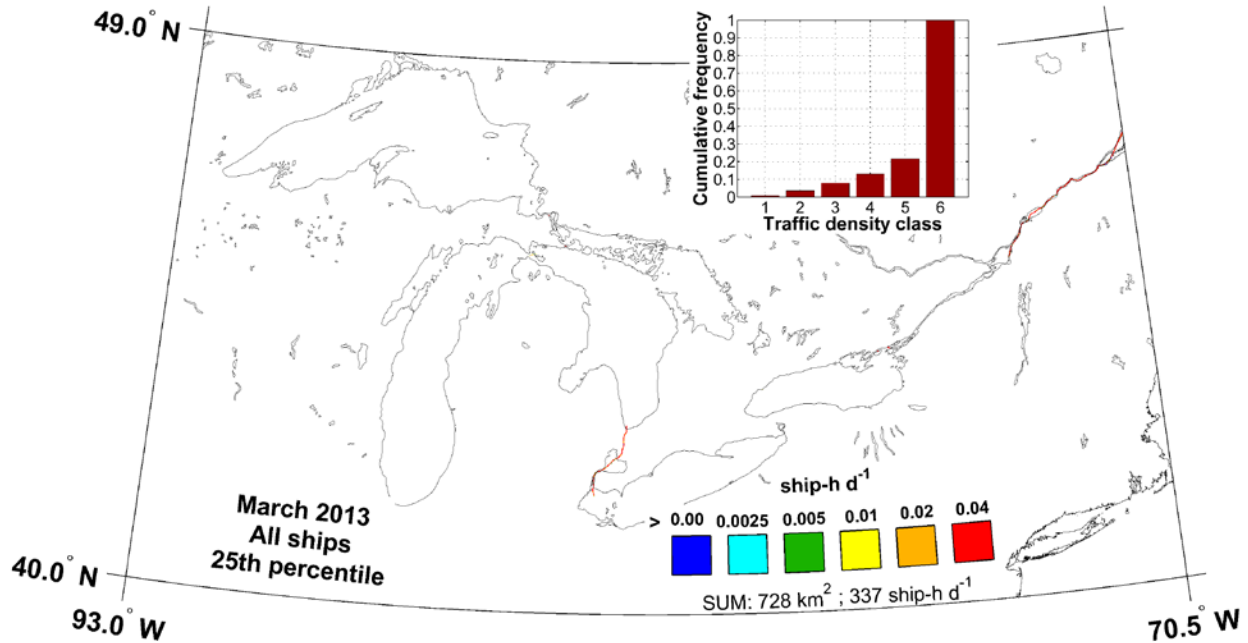 49.0° N
1
0.9
0.8
0.7
0.6
0.5
0.4
0.3
0.2
0.1
0
Cumulative frequency
1 2 3 4 5 6
Traffic density class
March 2013
All ships
25th percentile
ship-h d⁻¹
> 0.00 0.0025 0.005 0.01 0.02 0.04
SUM: 728 km² ; 337 ship-h d⁻¹
40.0° N
93.0° W
70.5° W